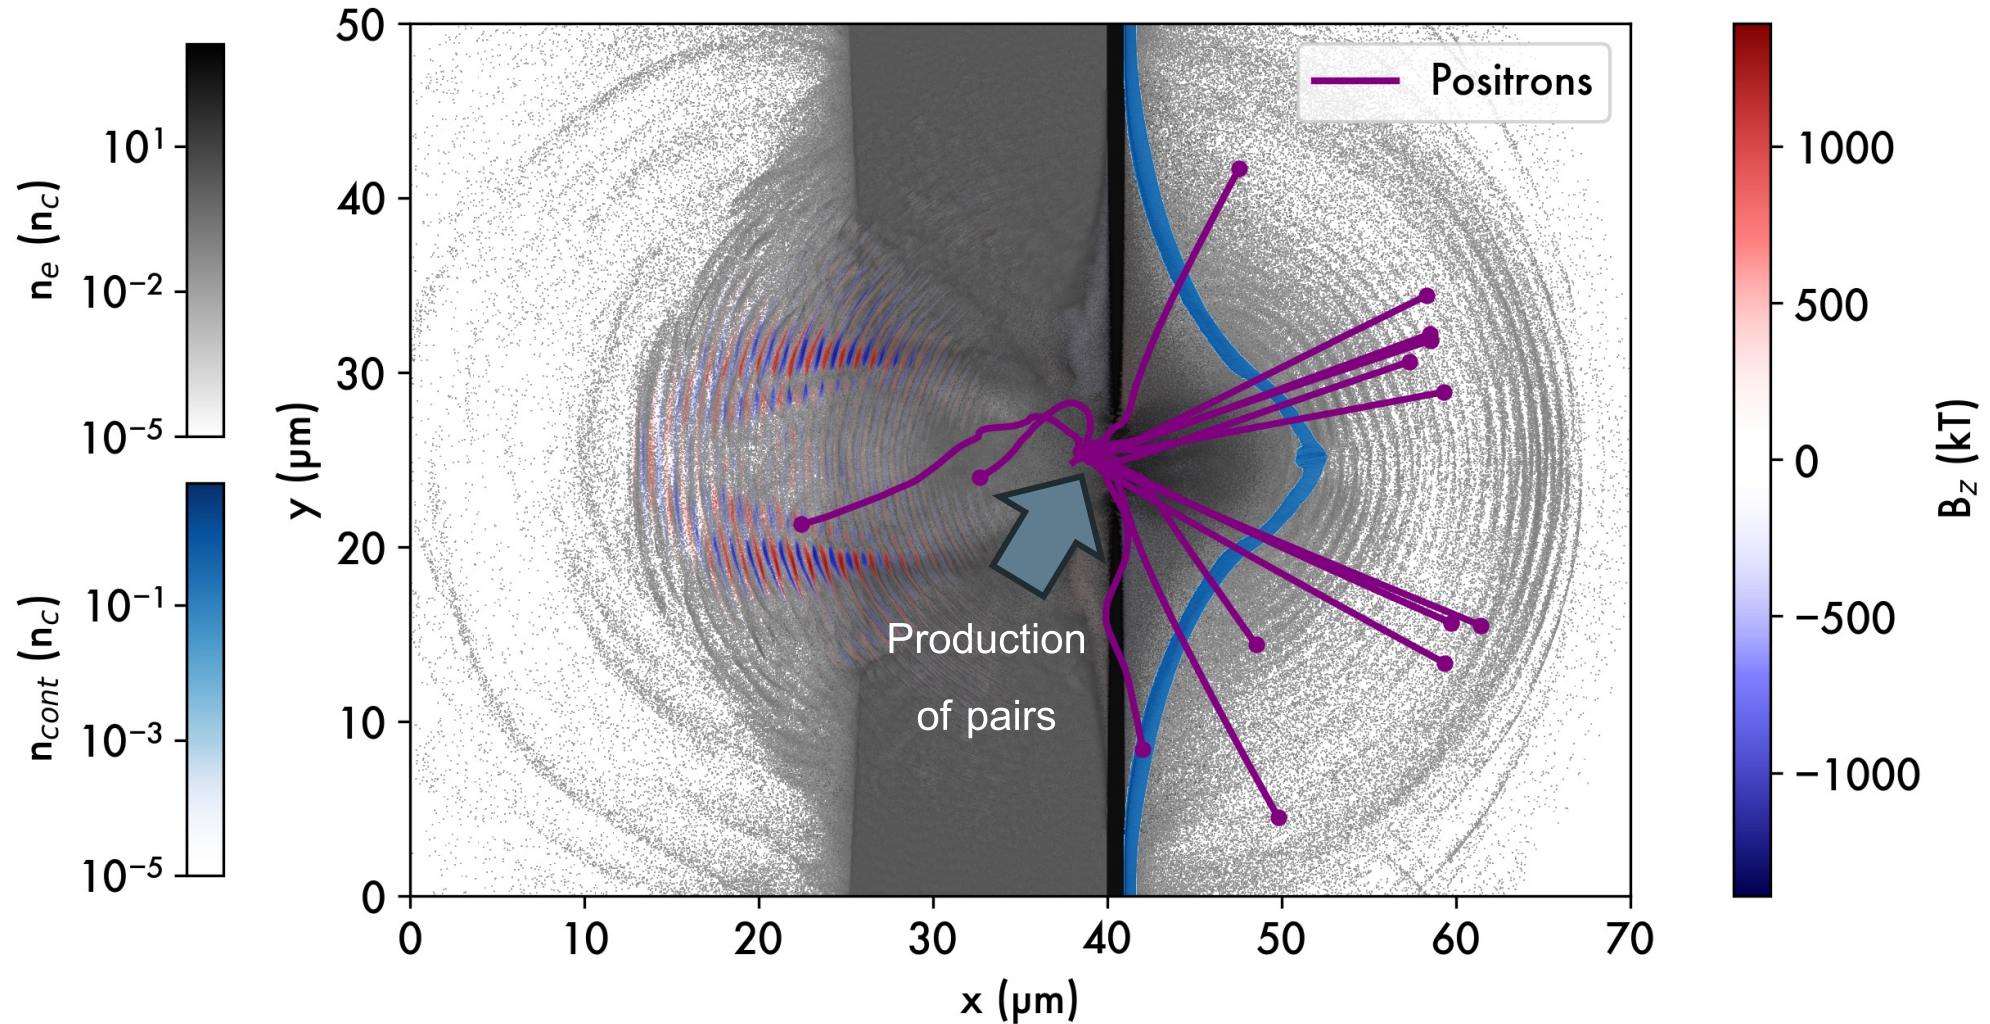 10¹
10⁻²
10⁻⁵
nₑ (n꜀)
10⁻¹
10⁻³
10⁻⁵
n_cont (n_c)
50
40
30
20
10
0
y (μm)
0 10 20 30 40 50 60 70
x (μm)
Positrons
Production
of pairs
1000
500
0
−500
−1000
B_z (kT)